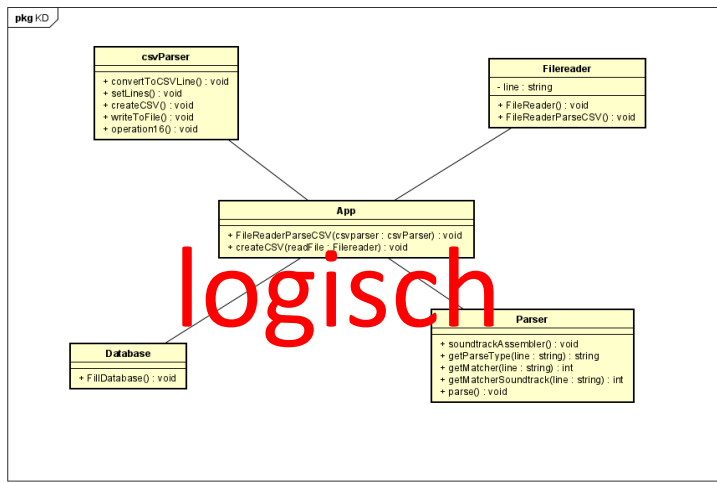 pkg KD
csvParser
+ convertToCSVLine() : void
+ setLines() : void
+ createCSV() : void
+ writeToFile() : void
+ operation16() : void
Filereader
- line : string
+ FileReader() : void
+ FileReaderParseCSV() : void
App
+ FileReaderParseCSV(csvparser : csvParser) : void
+ createCSV(readFile : Filereader) : void
logisch
Database
+ FillDatabase() : void
Parser
+ soundtrackAssembler() : void
+ getParseType(line : string) : string
+ getMatcher(line : string) : int
+ getMatcherSoundtrack(line : string) : int
+ parse() : void